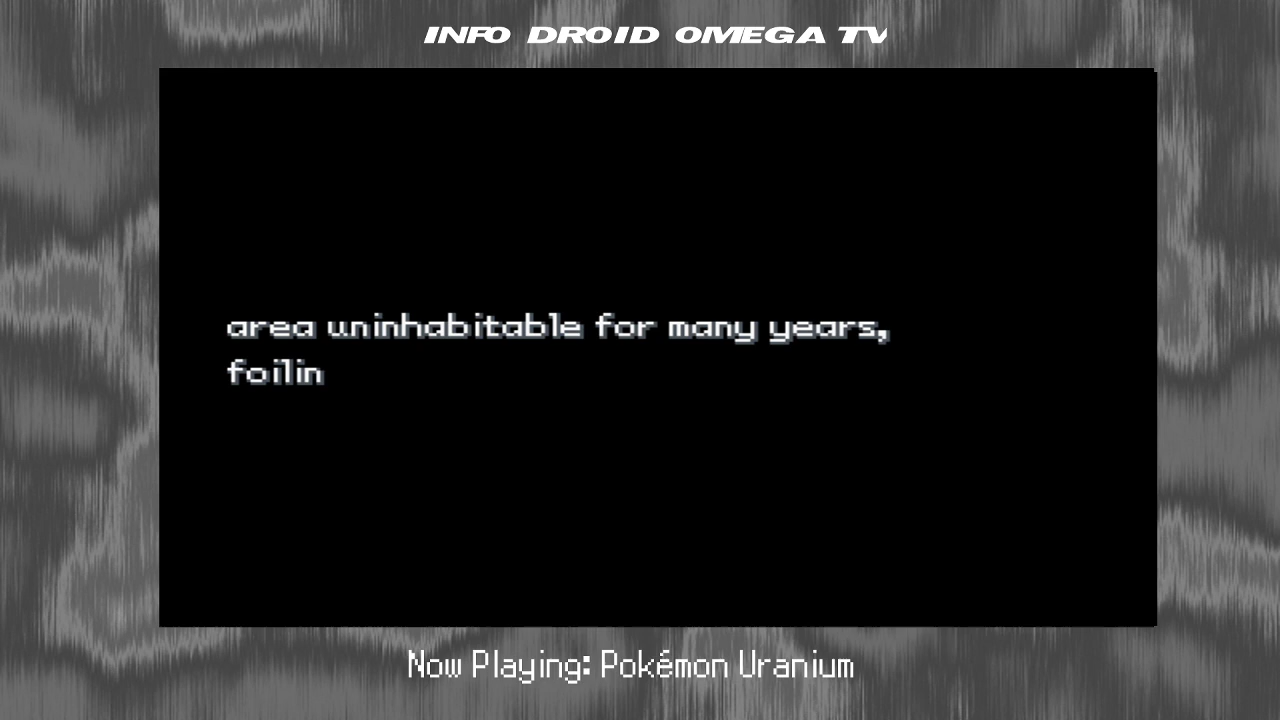 INFO DROID OMEGA TV
area uninhabitable for many years,
foilin
Now Playing: Pokémon Uranium